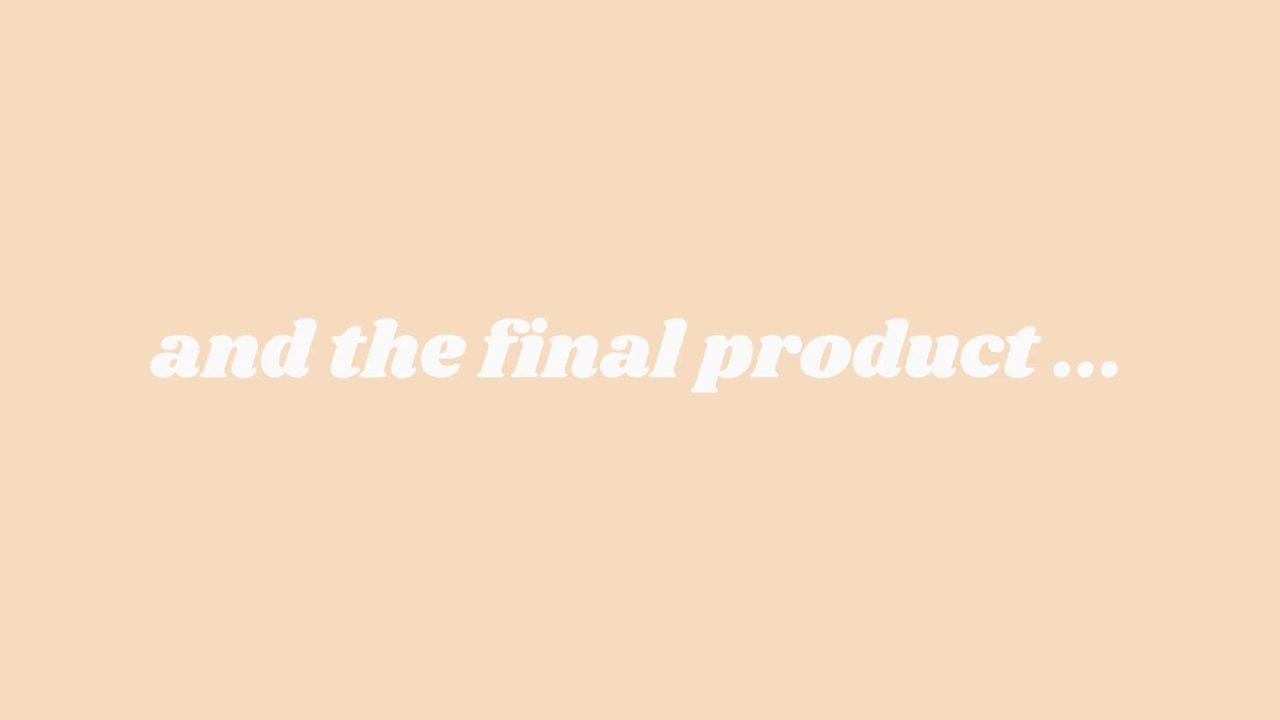 and the final product ...